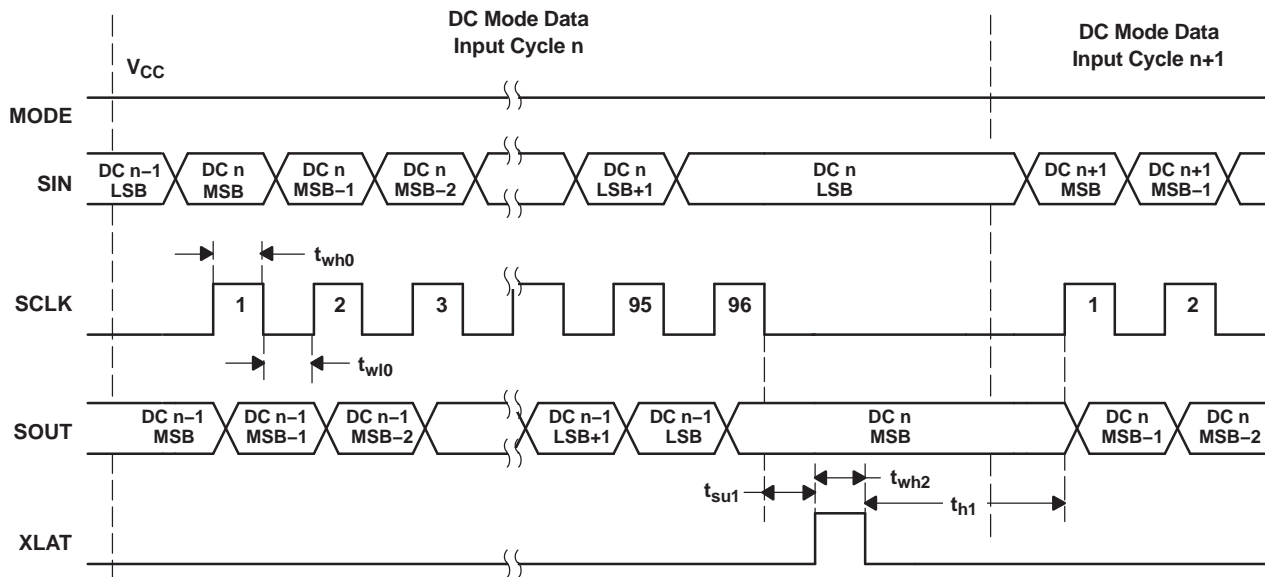 DC Mode Data
Input Cycle n
DC Mode Data
Input Cycle n+1
VCC
MODE
SIN
DC n–1
LSB
DC n
MSB
DC n
MSB–1
DC n
MSB–2
DC n
LSB+1
DC n
LSB
DC n+1
MSB
DC n+1
MSB–1
twh0
SCLK
1
2
3
95
96
1
2
twl0
SOUT
DC n–1
MSB
DC n–1
MSB–1
DC n–1
MSB–2
DC n–1
LSB+1
DC n–1
LSB
DC n
MSB
DC n
MSB–1
DC n
MSB–2
tsu1
twh2
th1
XLAT